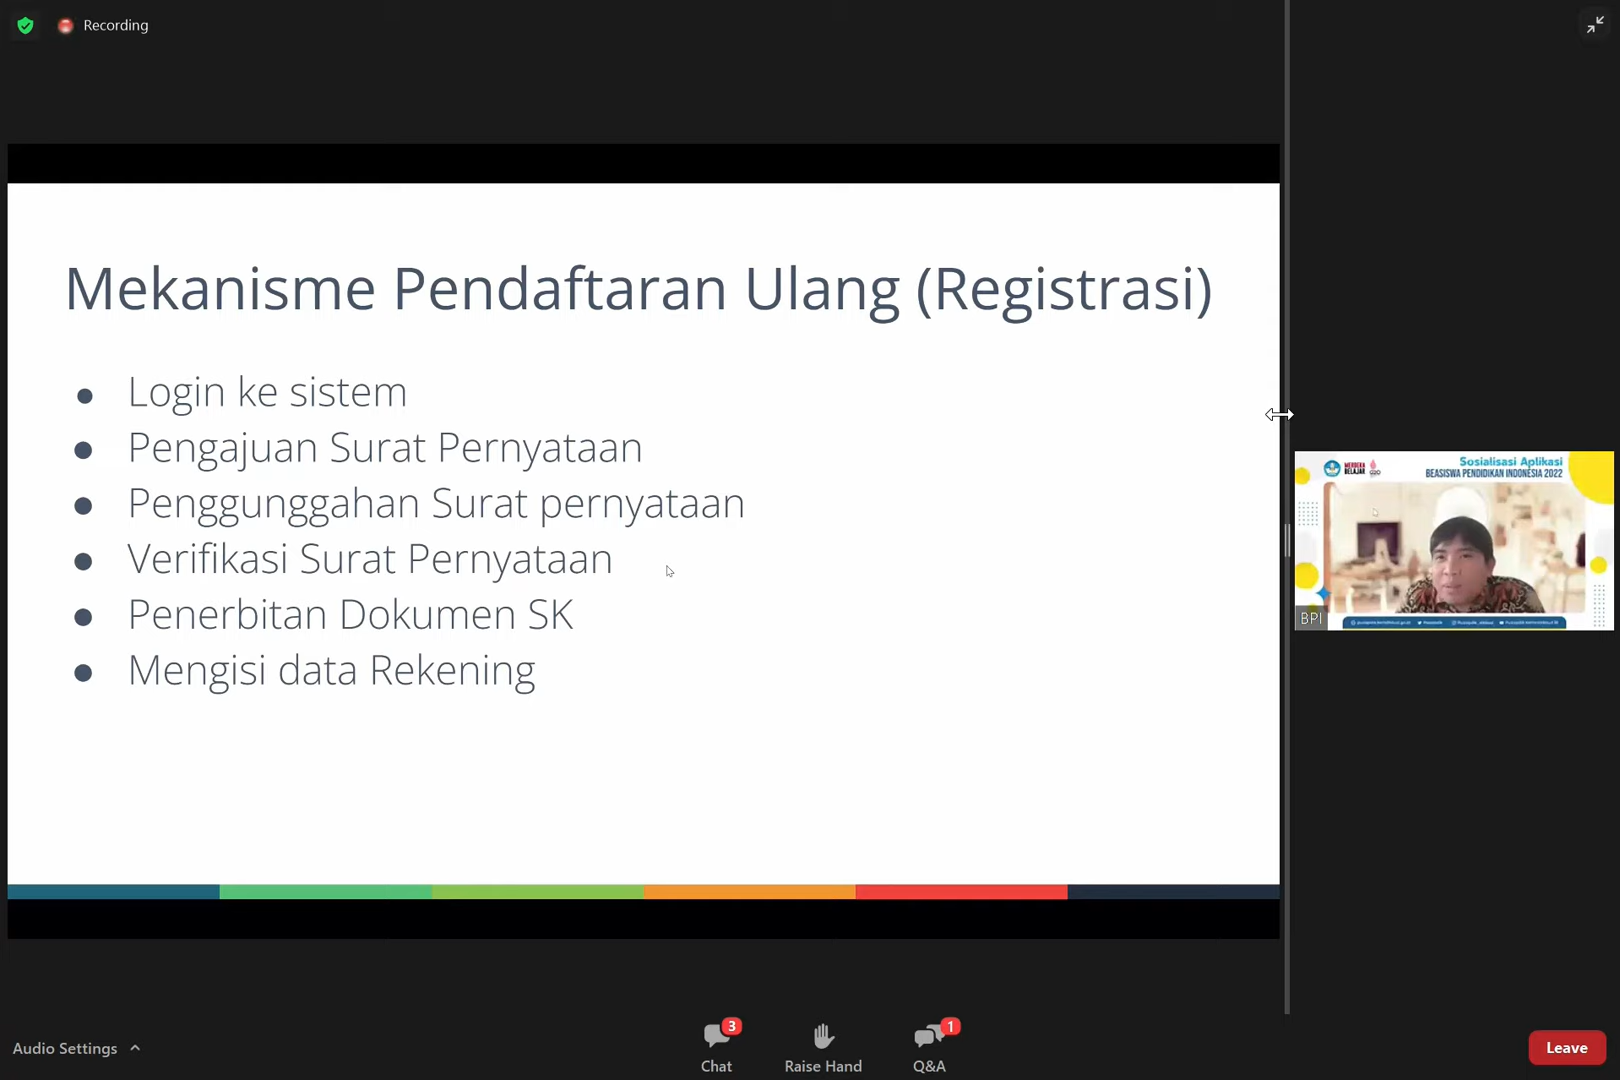 Recording
Mekanisme Pendaftaran Ulang (Registrasi)
Login ke sistem
Pengajuan Surat Pernyataan
Penggunggahan Surat pernyataan
Verifikasi Surat Pernyataan
Penerbitan Dokumen SK
Mengisi data Rekening
MERDEKA
BELAJAR
Sosialisasi Aplikasi
BEASISWA PENDIDIKAN INDONESIA 2022
BPI
Audio Settings
3
Chat
Raise Hand
1
Q&A
Leave